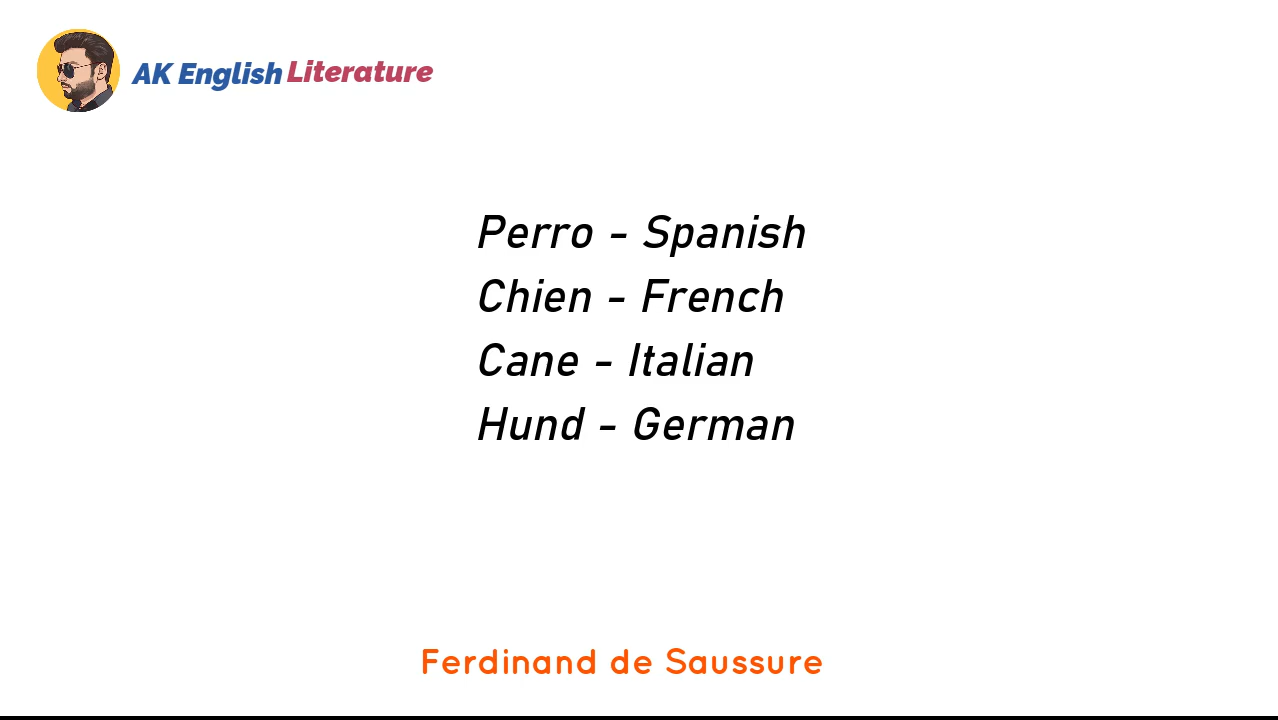 AK English Literature
Perro - Spanish
Chien - French
Cane - Italian
Hund - German
Ferdinand de Saussure